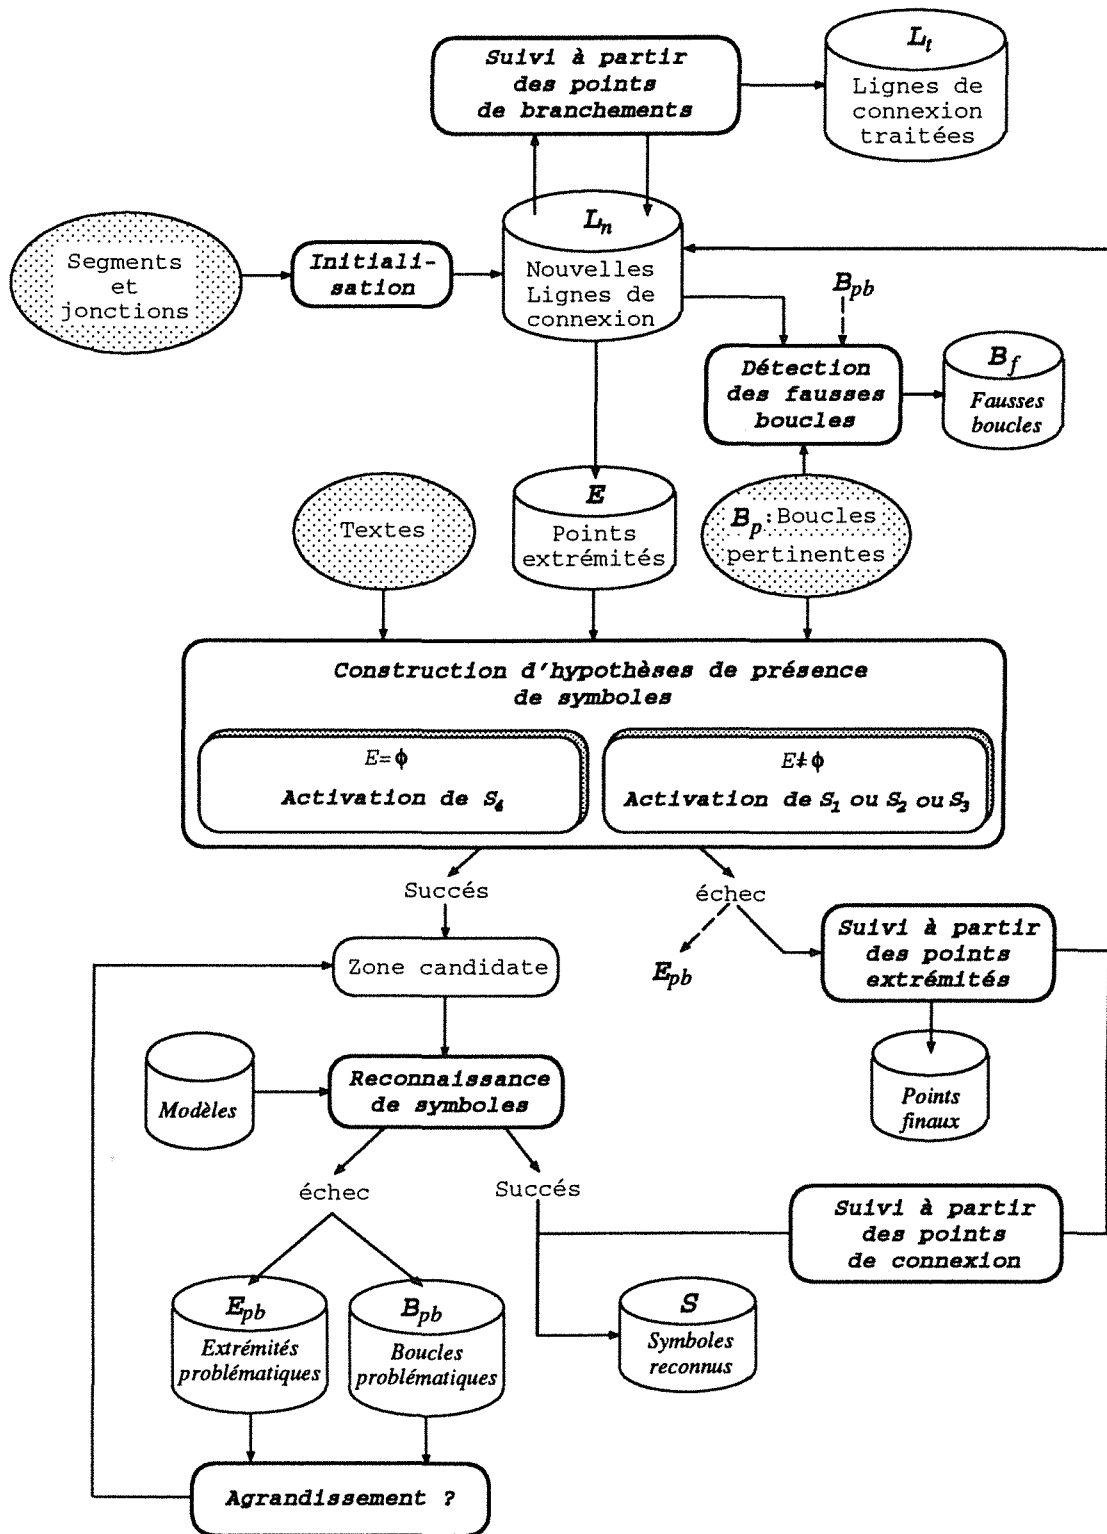 Suivi à partir
des points
de branchements
L_t
Lignes de
connexion
traitées
Segments
et
jonctions
Initiali-
sation
L_n
Nouvelles
Lignes de
connexion
B_pb
Détection
des fausses
boucles
B_f
Fausses
boucles
Textes
E
Points
extrémités
B_p:Boucles
pertinentes
Construction d'hypothèses de présence
de symboles
E=ϕ
Activation de S_4
E≠ϕ
Activation de S_1 ou S_2 ou S_3
Succés
échec
E_pb
Suivi à partir
des points
extrémités
Zone candidate
Modèles
Reconnaissance
de symboles
Points
finaux
échec
Succés
Suivi à partir
des points
de connexion
E_pb
Extrémités
problématiques
B_pb
Boucles
problématiques
S
Symboles
reconnus
Agrandissement ?